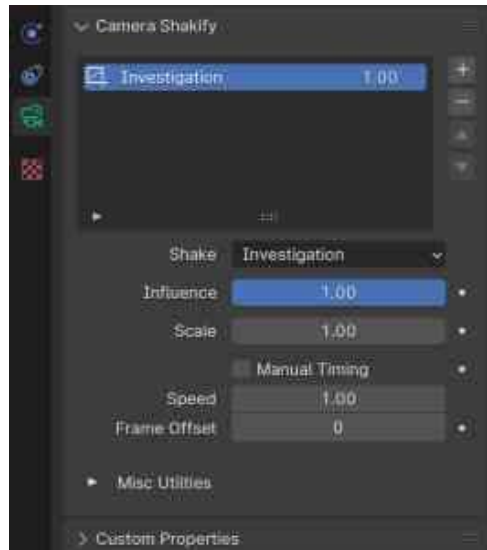 Camera Shakify
Investigation 1.00
Shake Investigation
Influence 1.00
Scale 1.00
Manual Timing
Speed 1.00
Frame Offset 0
Misc Utilties
Custom Properties